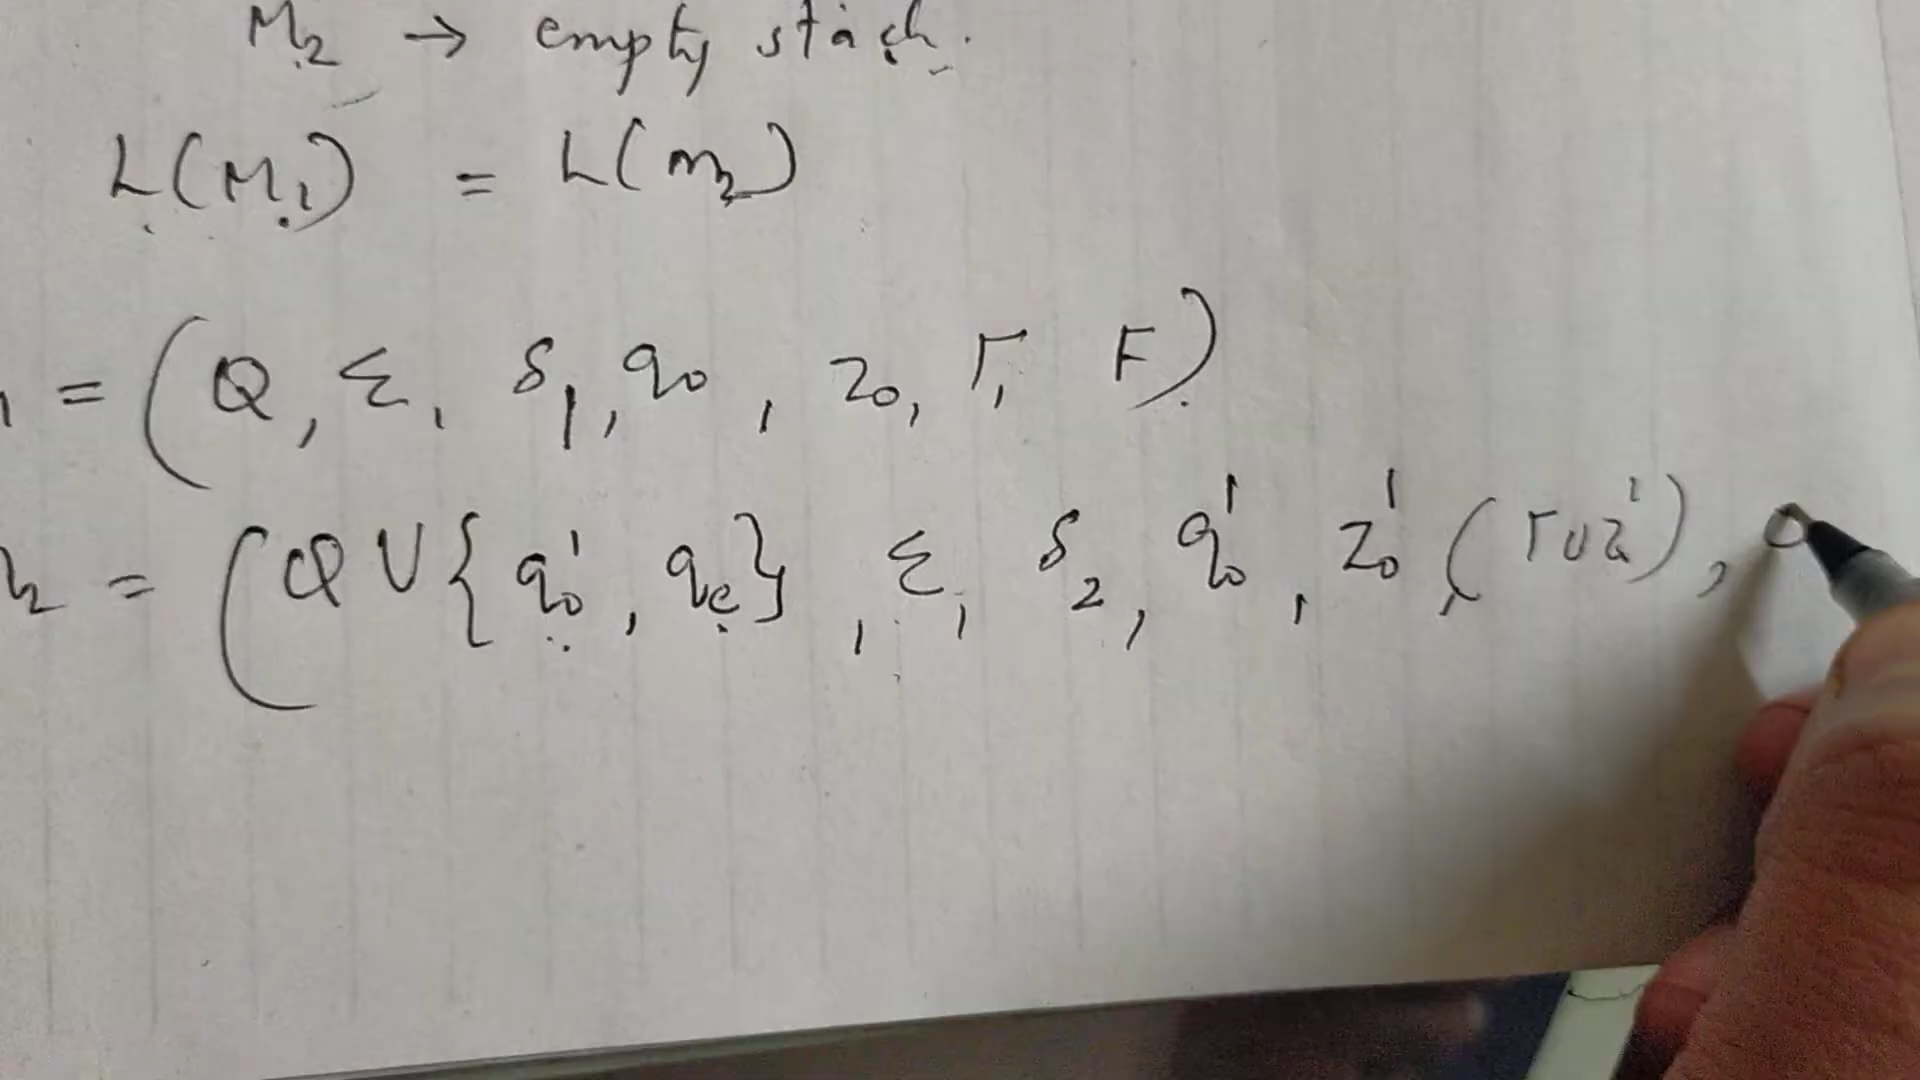 M2 → empty stack.
L(M1) = L(M2)
1 = (Q, Σ, δ1, q0, z0, Γ, F)
2 = (Q ∪ {q0', qe}, Σ, δ2, q0', z0', (Γ ∪ z0'),